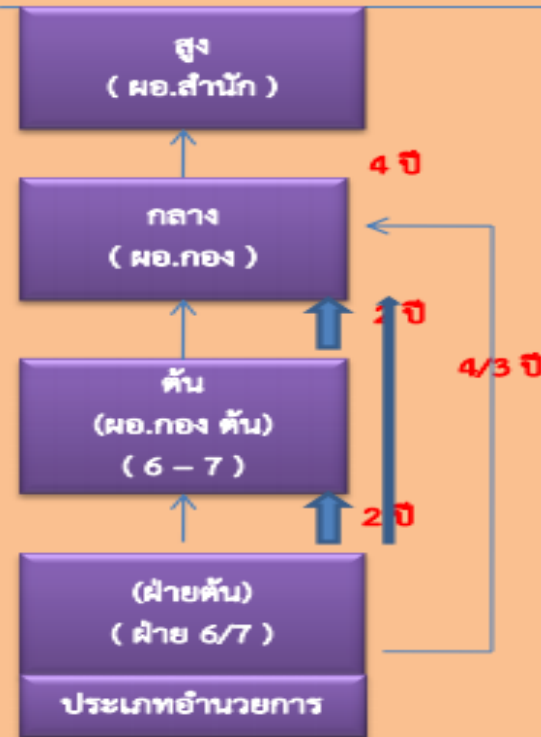 สูง
( ผอ.สำนัก )
4 ปี
กลาง
( ผอ.กอง )
2 ปี
4/3 ปี
ต้น
(ผอ.กอง ต้น)
( 6 – 7 )
2 ปี
(ฝ่ายต้น)
( ฝ่าย 6/7 )
ประเภทอำนวยการ